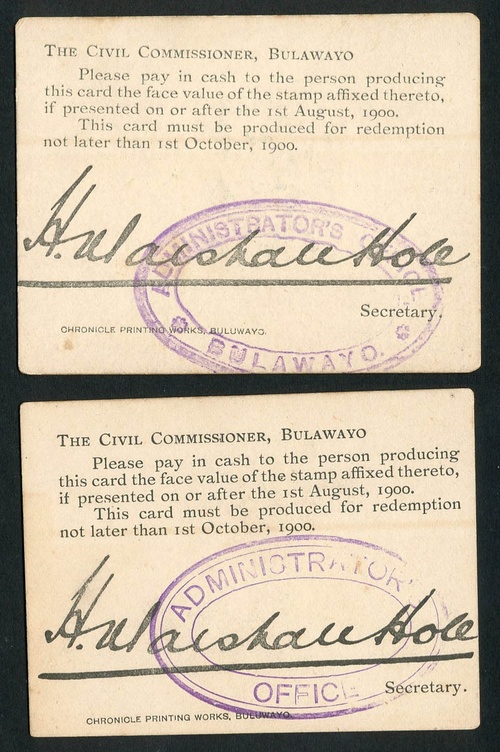 THE CIVIL COMMISSIONER, BULAWAYO
Please pay in cash to the person producing
this card the face value of the stamp affixed thereto,
if presented on or after the 1st August, 1900.
This card must be produced for redemption
not later than 1st October, 1900.
ADMINISTRATOR'S OFFICE
H. Marshall Hole
Secretary.
CHRONICLE PRINTING WORKS, BULUWAYO.
BULAWAYO.
THE CIVIL COMMISSIONER, BULAWAYO
Please pay in cash to the person producing
this card the face value of the stamp affixed thereto,
if presented on or after the 1st August, 1900.
This card must be produced for redemption
not later than 1st October, 1900.
ADMINISTRATOR'
H. Marshall Hole
OFFICE
Secretary.
CHRONICLE PRINTING WORKS, BULUWAYO.